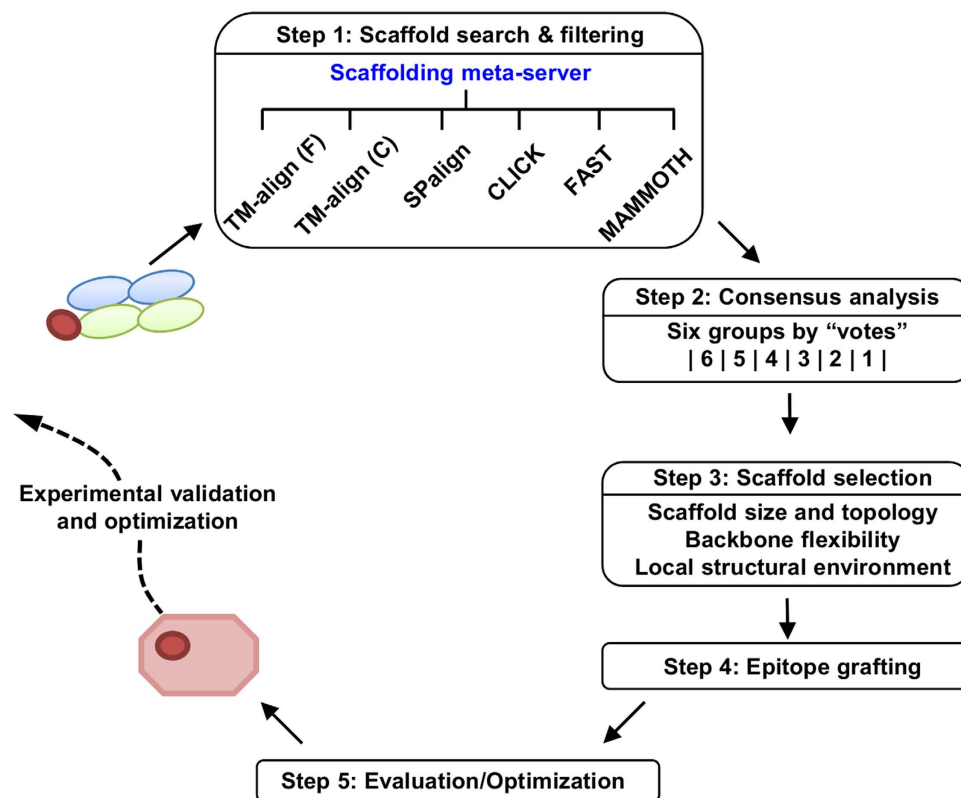 Step 1: Scaffold search & filtering
Scaffolding meta-server
TM-align (F)
TM-align (C)
SPalign
CLICK
FAST
MAMMOTH
Step 2: Consensus analysis
Six groups by “votes”
| 6 | 5 | 4 | 3 | 2 | 1 |
Step 3: Scaffold selection
Scaffold size and topology
Backbone flexibility
Local structural environment
Step 4: Epitope grafting
Step 5: Evaluation/Optimization
Experimental validation
and optimization